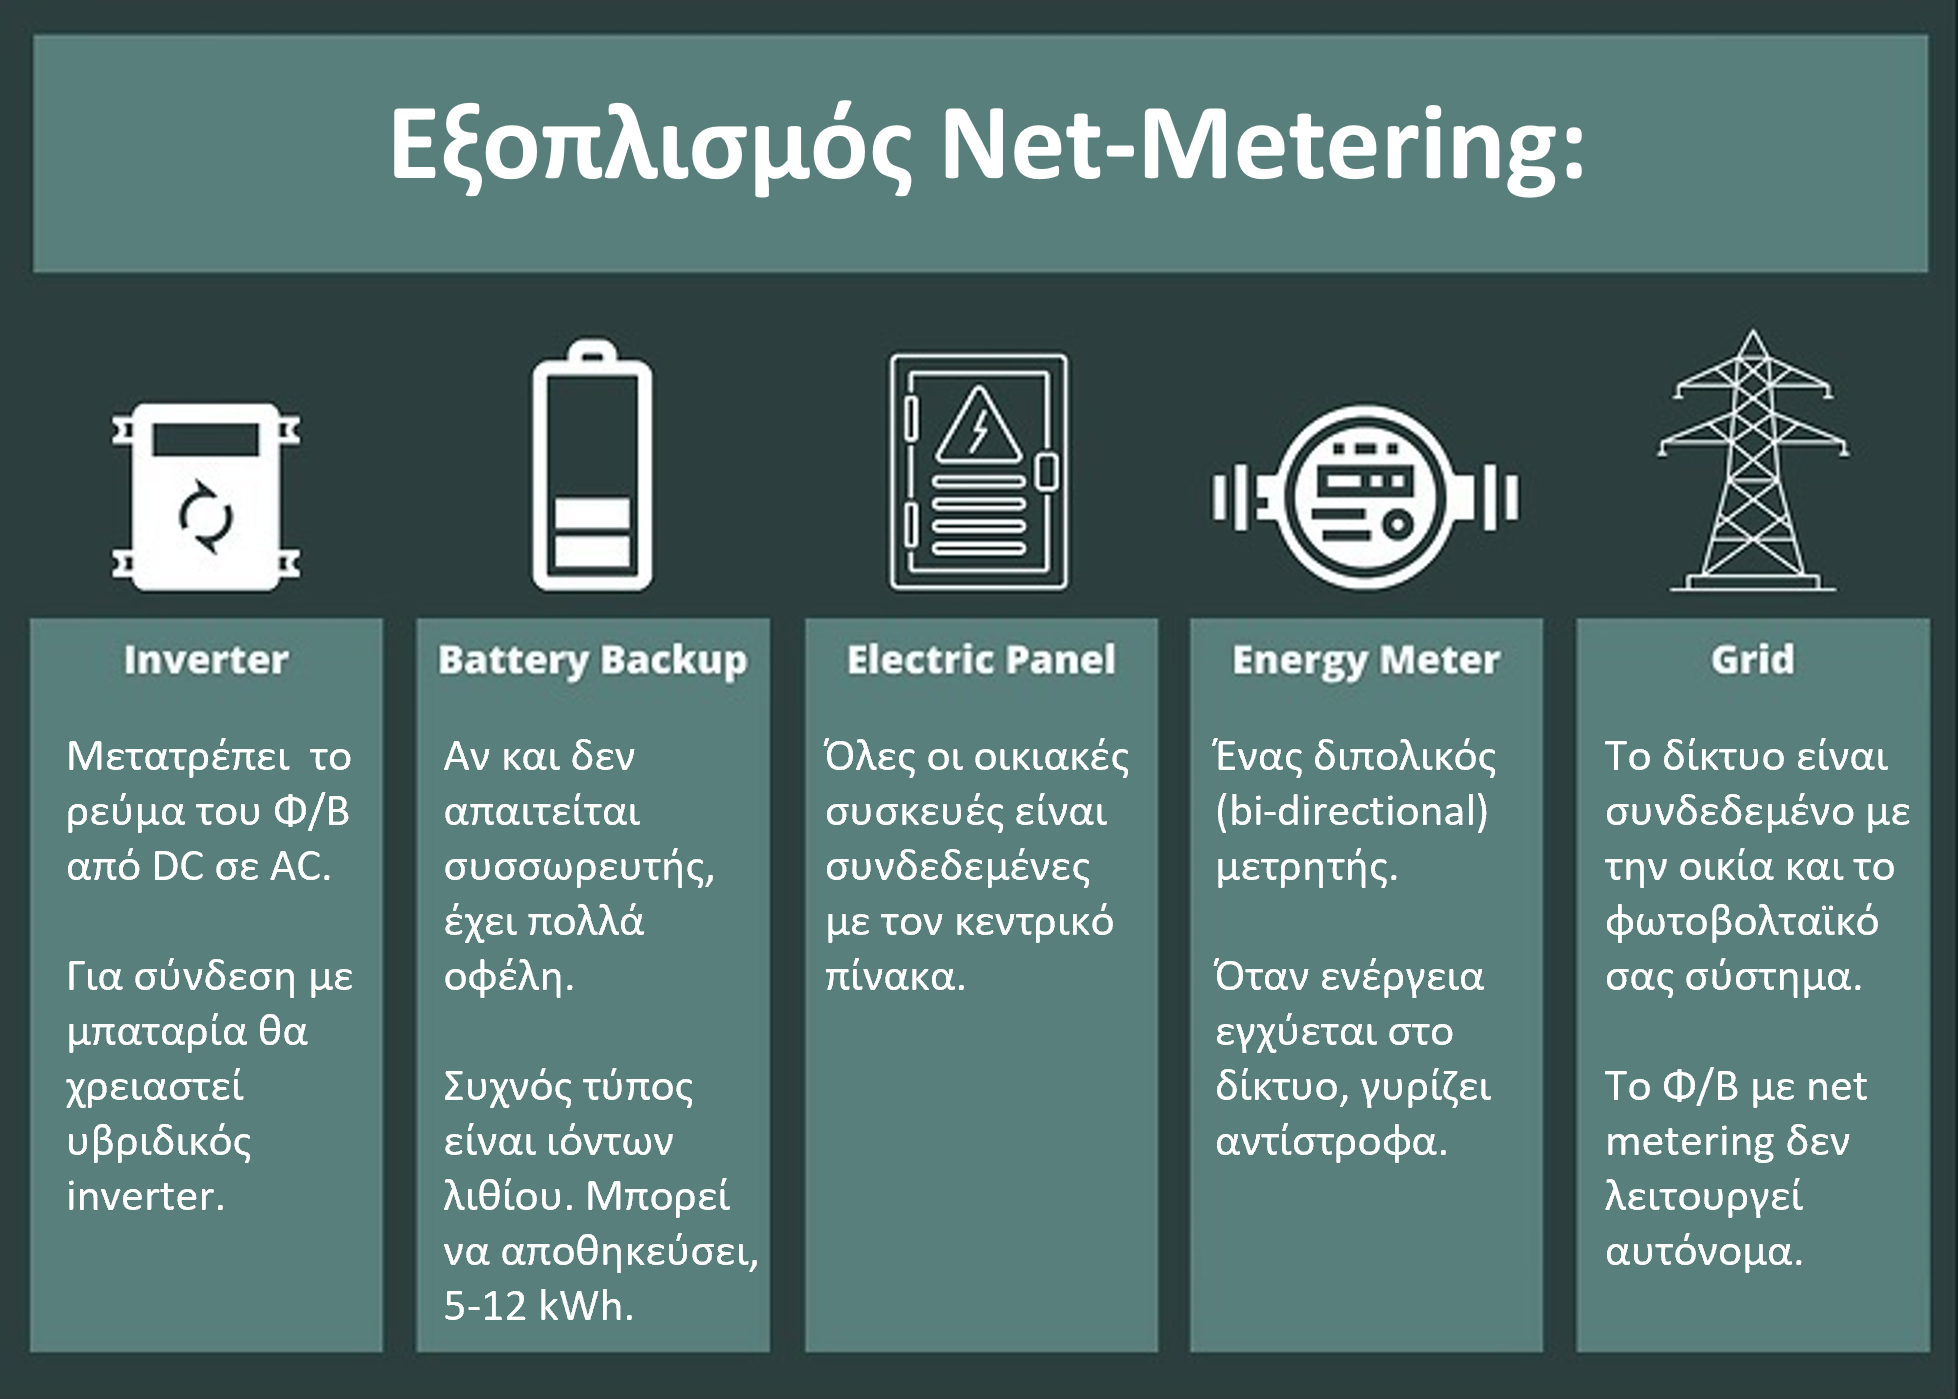 Εξοπλισμός Net-Metering:
Inverter
Μετατρέπει το
ρεύμα του Φ/Β
από DC σε AC.
Για σύνδεση με
μπαταρία θα
χρειαστεί
υβριδικός
inverter.
Battery Backup
Αν και δεν
απαιτείται
συσσωρευτής,
έχει πολλά
οφέλη.
Συχνός τύπος
είναι ιόντων
λιθίου. Μπορεί
να αποθηκεύσει,
5-12 kWh.
Electric Panel
Όλες οι οικιακές
συσκευές είναι
συνδεδεμένες
με τον κεντρικό
πίνακα.
Energy Meter
Ένας διπολικός
(bi-directional)
μετρητής.
Όταν ενέργεια
εγχύεται στο
δίκτυο, γυρίζει
αντίστροφα.
Grid
Το δίκτυο είναι
συνδεδεμένο με
την οικία και το
φωτοβολταϊκό
σας σύστημα.
Το Φ/Β με net
metering δεν
λειτουργεί
αυτόνομα.